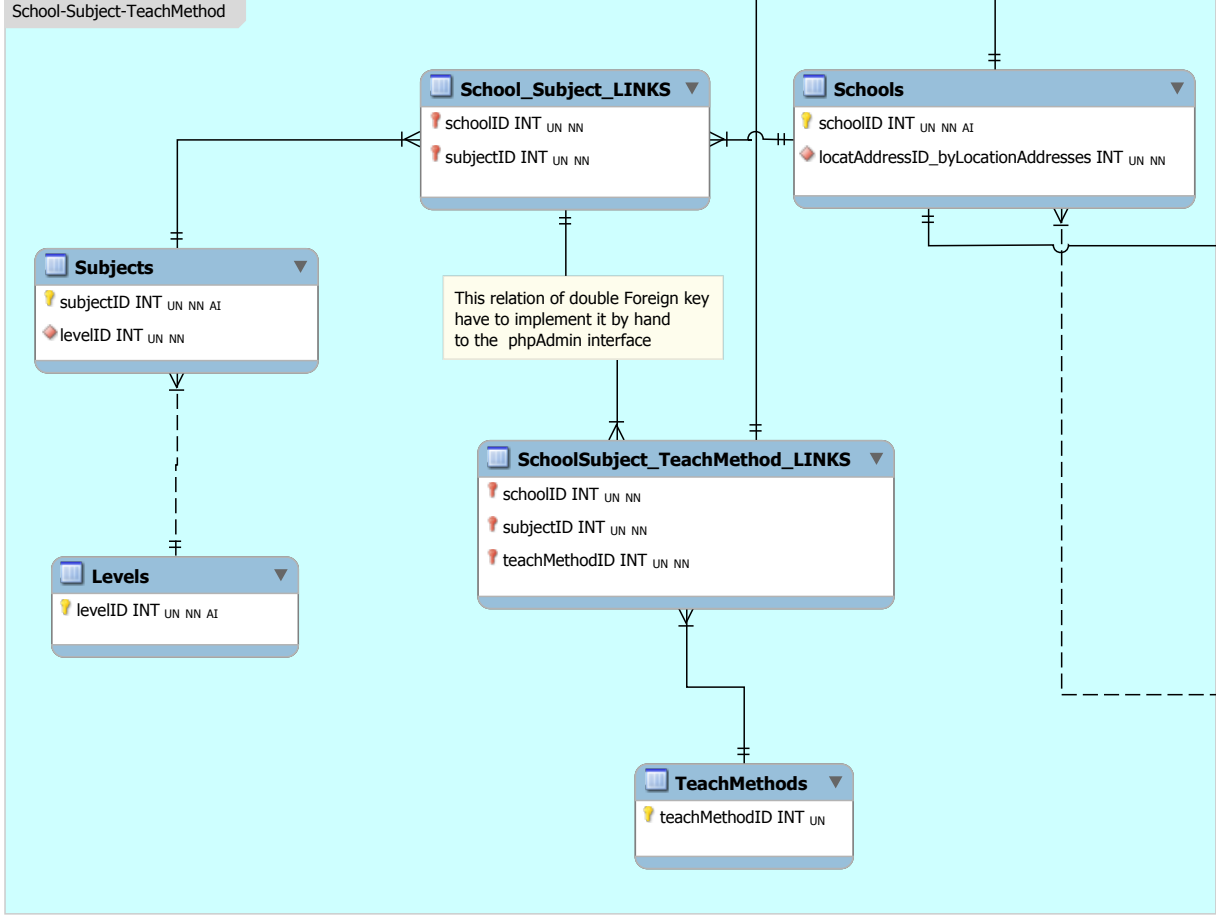 School-Subject-TeachMethod
School_Subject_LINKS
schoolID INT UN NN
subjectID INT UN NN
Schools
schoolID INT UN NN AI
locatAddressID_byLocationAddresses INT UN NN
Subjects
subjectID INT UN NN AI
levelID INT UN NN
This relation of double Foreign key
have to implement it by hand
to the phpAdmin interface
SchoolSubject_TeachMethod_LINKS
schoolID INT UN NN
subjectID INT UN NN
teachMethodID INT UN NN
Levels
levelID INT UN NN AI
TeachMethods
teachMethodID INT UN